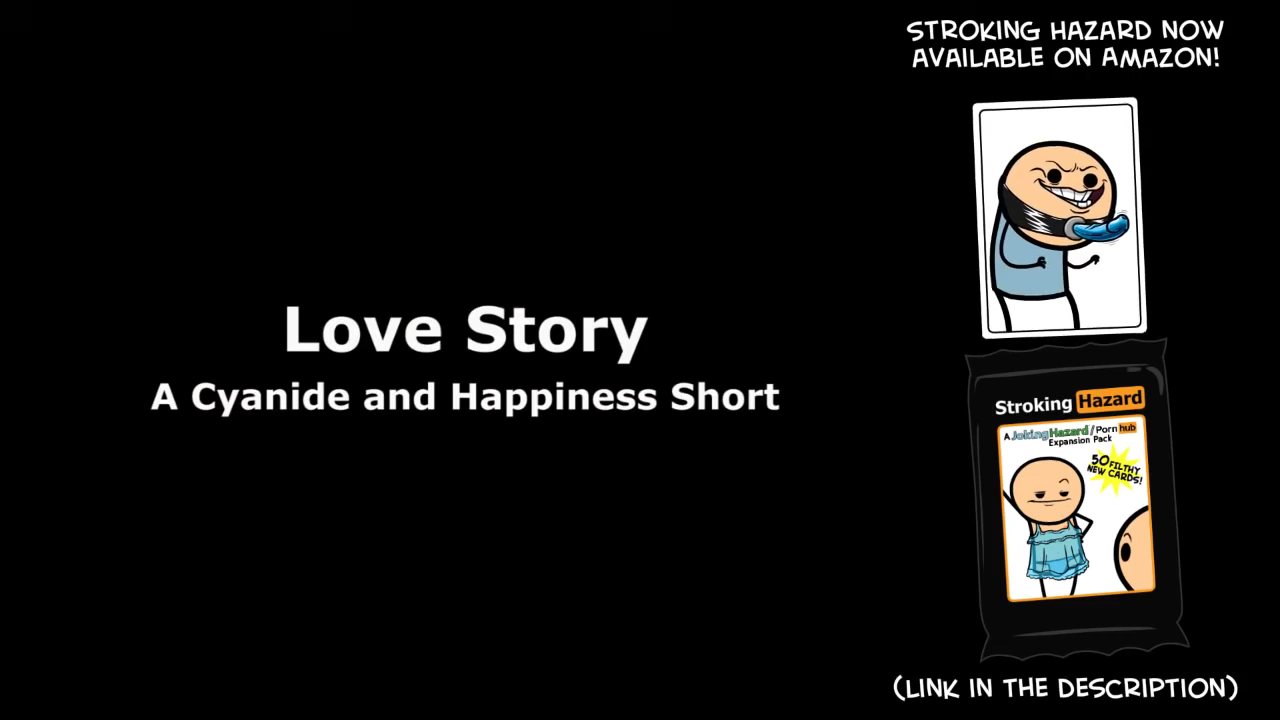 STROKING HAZARD NOW
AVAILABLE ON AMAZON!
Love Story
A Cyanide and Happiness Short
Stroking Hazard
A Joking Hazard / Porn hub
Expansion Pack
50 FILTHY
NEW CARDS!
(LINK IN THE DESCRIPTION)